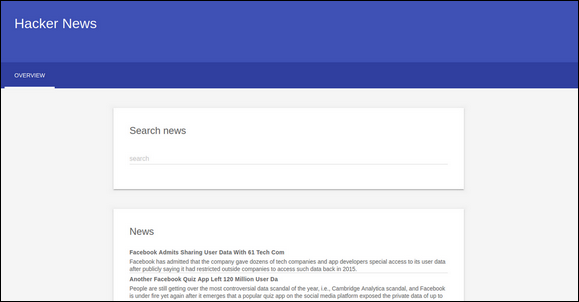 Hacker News
OVERVIEW
Search news
search
News
Facebook Admits Sharing User Data With 61 Tech Com
Facebook has admitted that the company gave dozens of tech companies and app developers special access to its user data
after publicly saying it had restricted outside companies to access such data back in 2015.
Another Facebook Quiz App Left 120 Million User Da
People are still getting over the most controversial data scandal of the year, i.e., Cambridge Analytica scandal, and Facebook
is under fire yet again after it emerges that a popular quiz app on the social media platform exposed the private data of up to